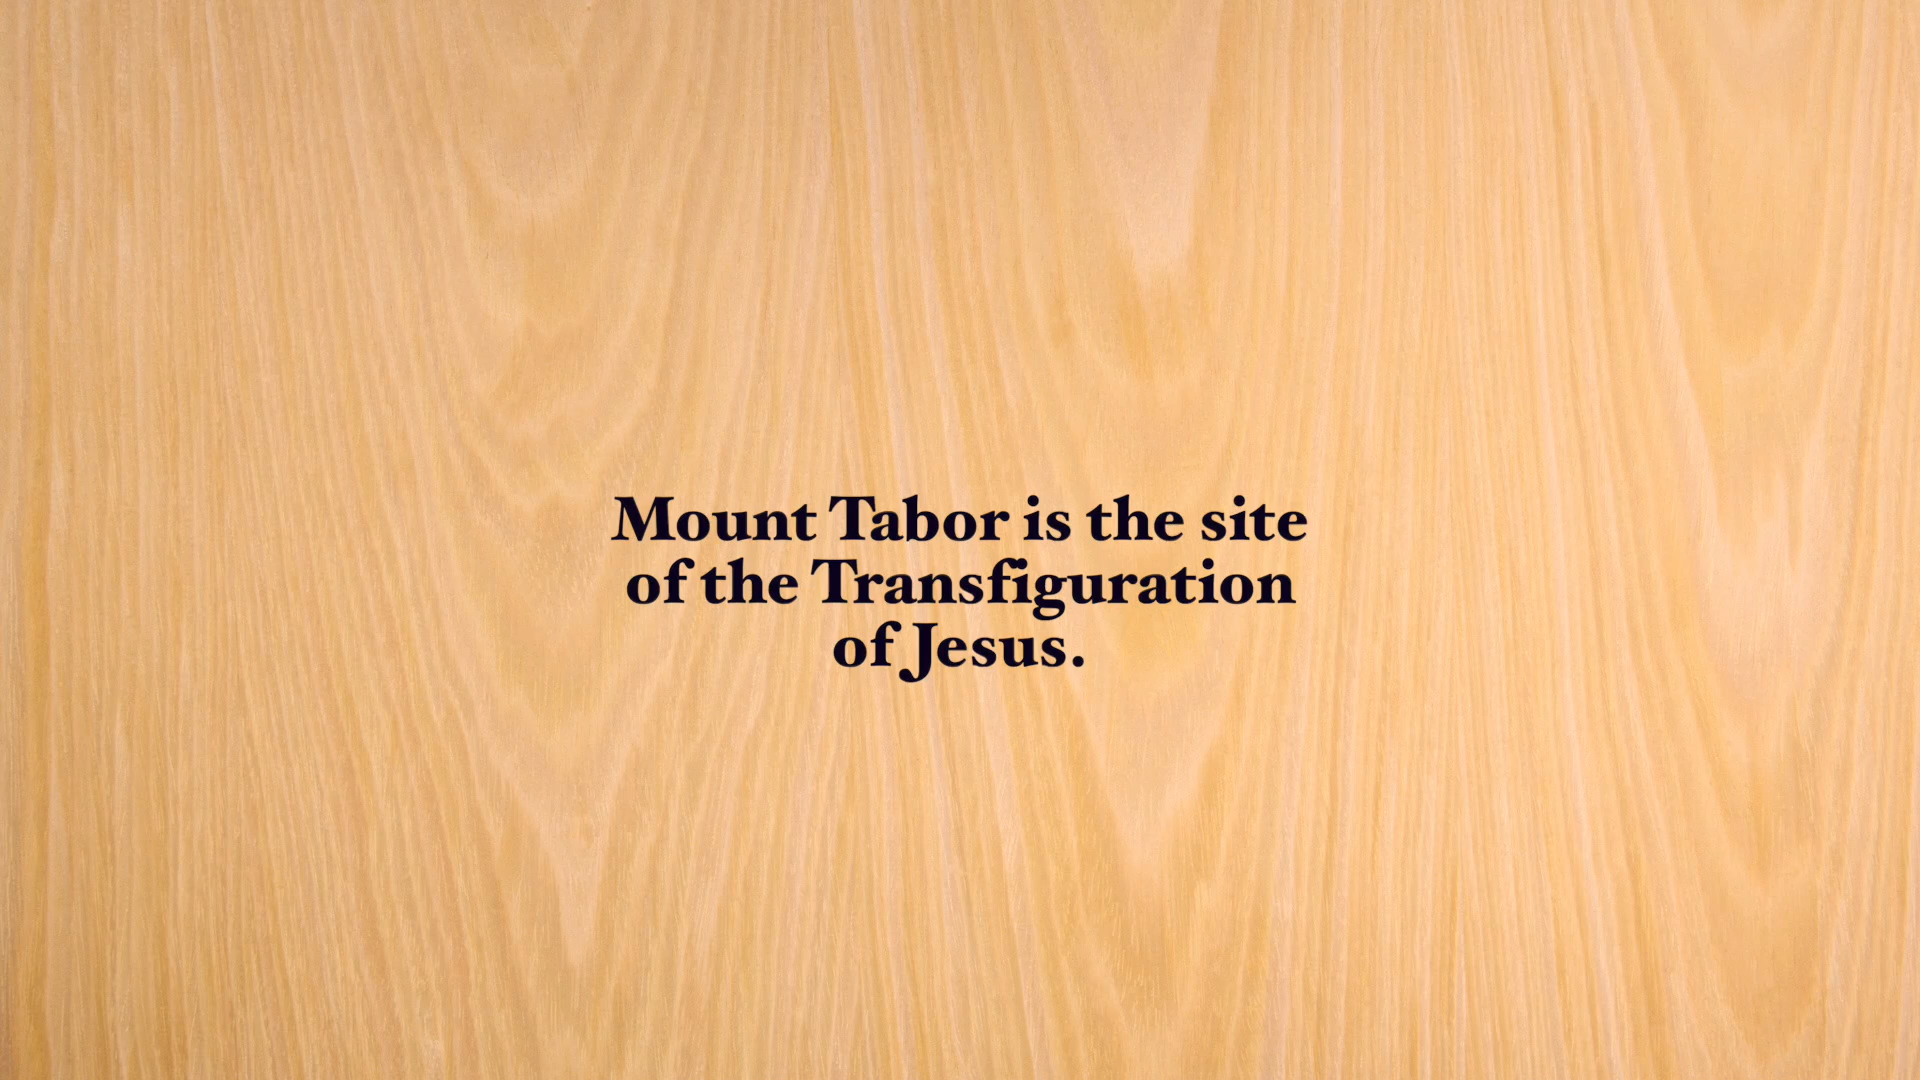 Mount Tabor is the site
of the Transfiguration
of Jesus.